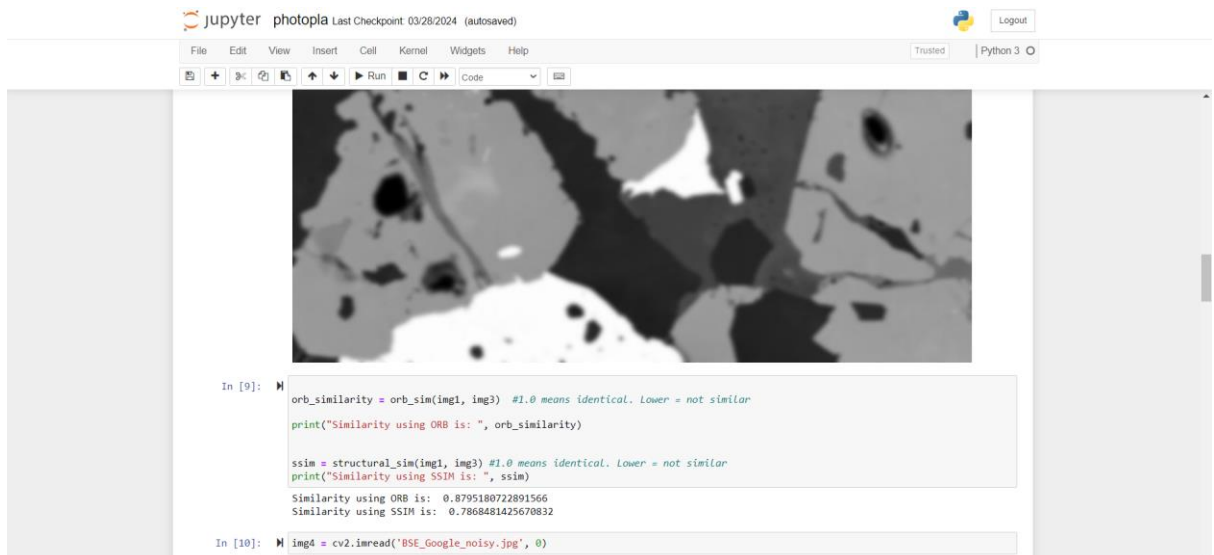 jupyter photopla Last Checkpoint: 03/28/2024 (autosaved) Logout
File Edit View Insert Cell Kernel Widgets Help Trusted Python 3
Run Code
In [9]:
orb_similarity = orb_sim(img1, img3) #1.0 means identical. Lower = not similar
print("Similarity using ORB is: ", orb_similarity)
ssim = structural_sim(img1, img3) #1.0 means identical. Lower = not similar
print("Similarity using SSIM is: ", ssim)
Similarity using ORB is: 0.8795180722891566
Similarity using SSIM is: 0.7868481425670832
In [10]: img4 = cv2.imread('BSE_Google_noisy.jpg', 0)